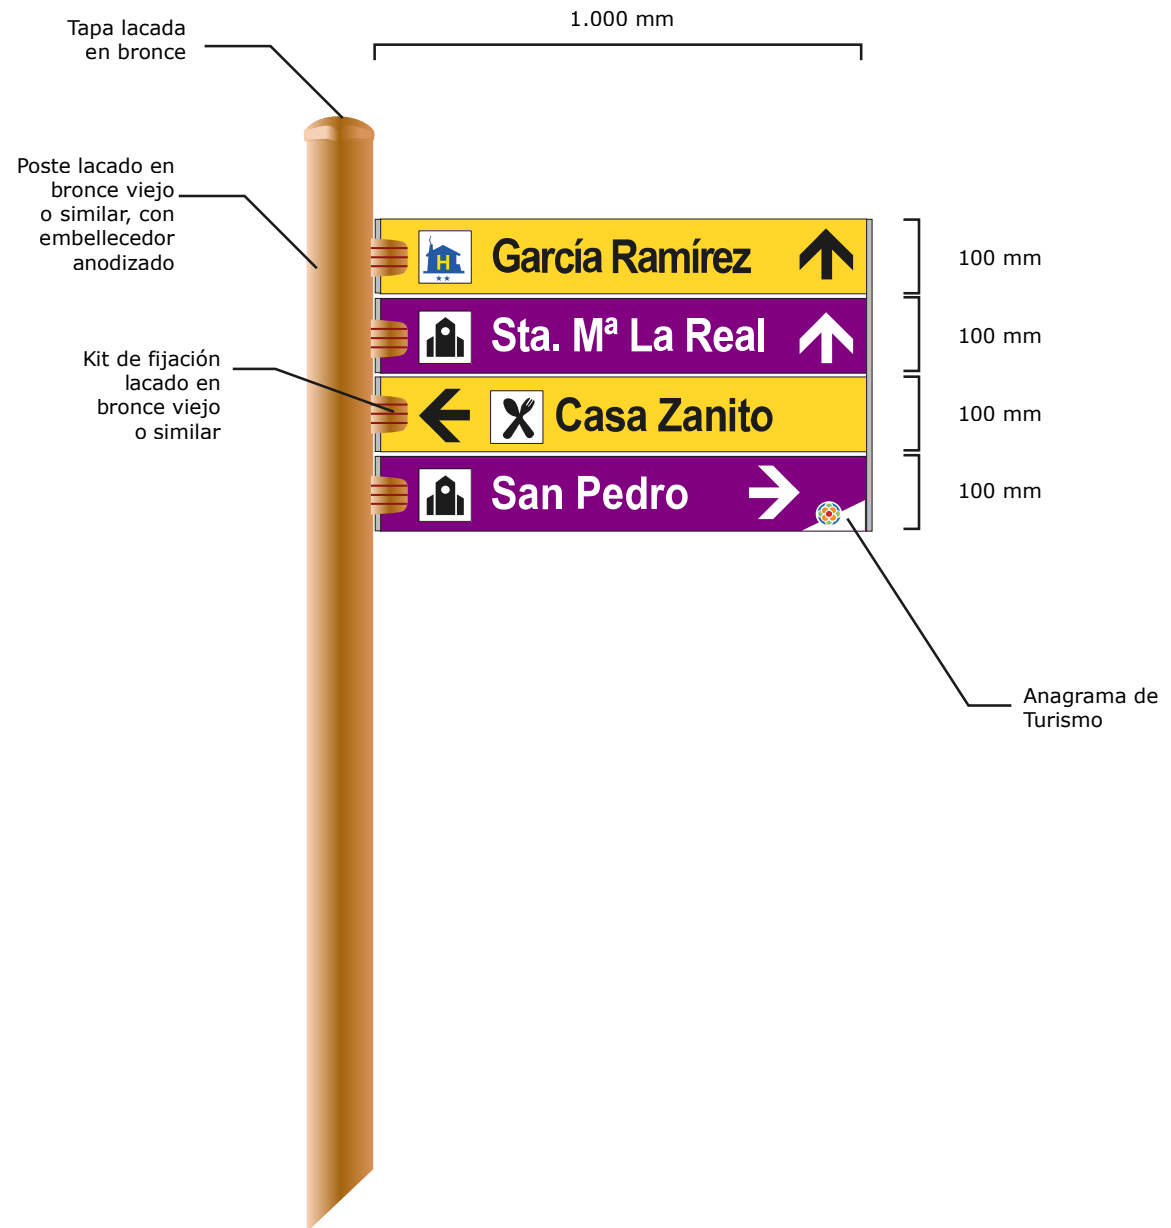 1.000 mm
Tapa lacada
en bronce
Poste lacado en
bronce viejo
o similar, con
embellecedor
anodizado
H
García Ramírez
100 mm
Sta. Mª La Real
100 mm
Kit de fijación
lacado en
bronce viejo
o similar
Casa Zanito
100 mm
San Pedro
100 mm
Anagrama de
Turismo